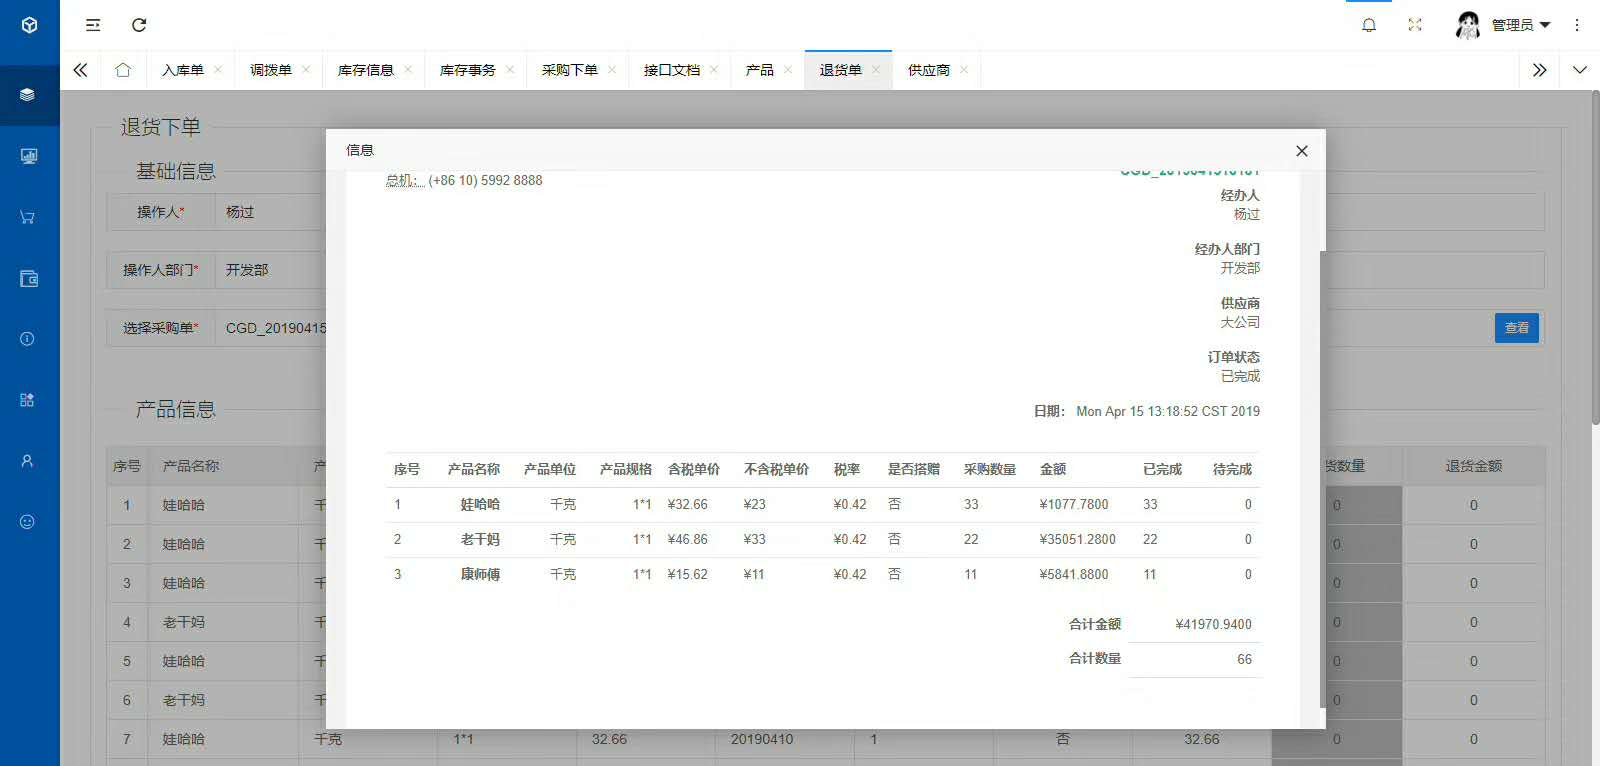 管理员
入库单
调拨单
库存信息
库存事务
采购下单
接口文档
产品
退货单
供应商
退货下单
基础信息
操作人* 杨过
操作人部门* 开发部
选择采购单* CGD_20190415
查看
产品信息
信息
总机： (+86 10) 5992 8888
经办人
杨过
经办人部门
开发部
供应商
大公司
订单状态
已完成
日期： Mon Apr 15 13:18:52 CST 2019
序号 产品名称 产品单位 产品规格 含税单价 不含税单价 税率 是否搭赠 采购数量 金额 已完成 待完成
1 娃哈哈 千克 1*1 ¥32.66 ¥23 ¥0.42 否 33 ¥1077.7800 33 0
2 老干妈 千克 1*1 ¥46.86 ¥33 ¥0.42 否 22 ¥35051.2800 22 0
3 康师傅 千克 1*1 ¥15.62 ¥11 ¥0.42 否 11 ¥5841.8800 11 0
合计金额 ¥41970.9400
合计数量 66
序号 产品名称 产 货数量 退货金额
1 娃哈哈 千 0 0
2 娃哈哈 千 0 0
3 娃哈哈 千 0 0
4 老干妈 千 0 0
5 娃哈哈 千 0 0
6 老干妈 千 0 0
7 娃哈哈 千克 1*1 32.66 20190410 1 否 32.66 0 0